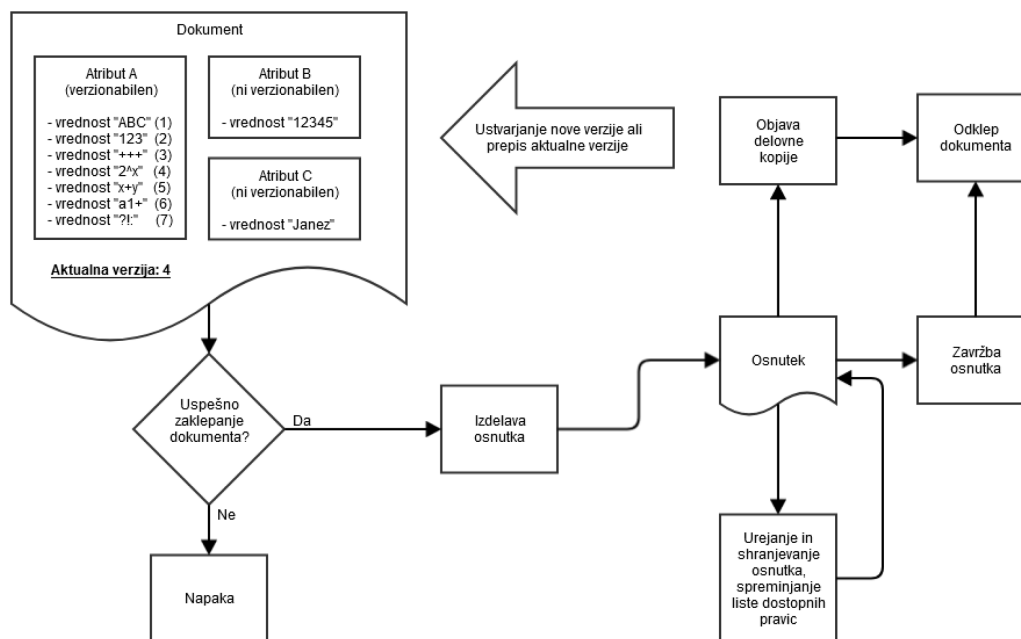 Dokument
Atribut A
(verzionabilen)
- vrednost "ABC" (1)
- vrednost "123" (2)
- vrednost "+++" (3)
- vrednost "2^x" (4)
- vrednost "x+y" (5)
- vrednost "a1+" (6)
- vrednost "?!:" (7)
Atribut B
(ni verzionabilen)
- vrednost "12345"
Atribut C
(ni verzionabilen)
- vrednost "Janez"
Aktualna verzija: 4
Ustvarjanje nove verzije ali
prepis aktualne verzije
Objava
delovne
kopije
Odklep
dokumenta
Uspešno
zaklepanje
dokumenta?
Da
Ne
Napaka
Izdelava
osnutka
Osnutek
Zavržba
osnutka
Urejanje in
shranjevanje
osnutka,
spreminjanje
liste dostopnih
pravic